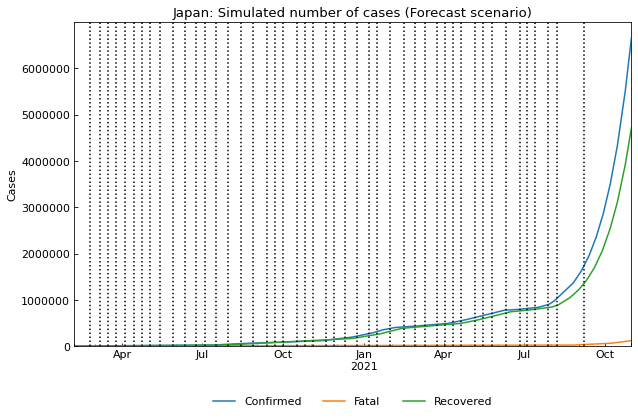 Japan: Simulated number of cases (Forecast scenario)
Cases
6000000
5000000
4000000
3000000
2000000
1000000
0
Apr Jul Oct Jan Apr Jul Oct
2021
Confirmed Fatal Recovered